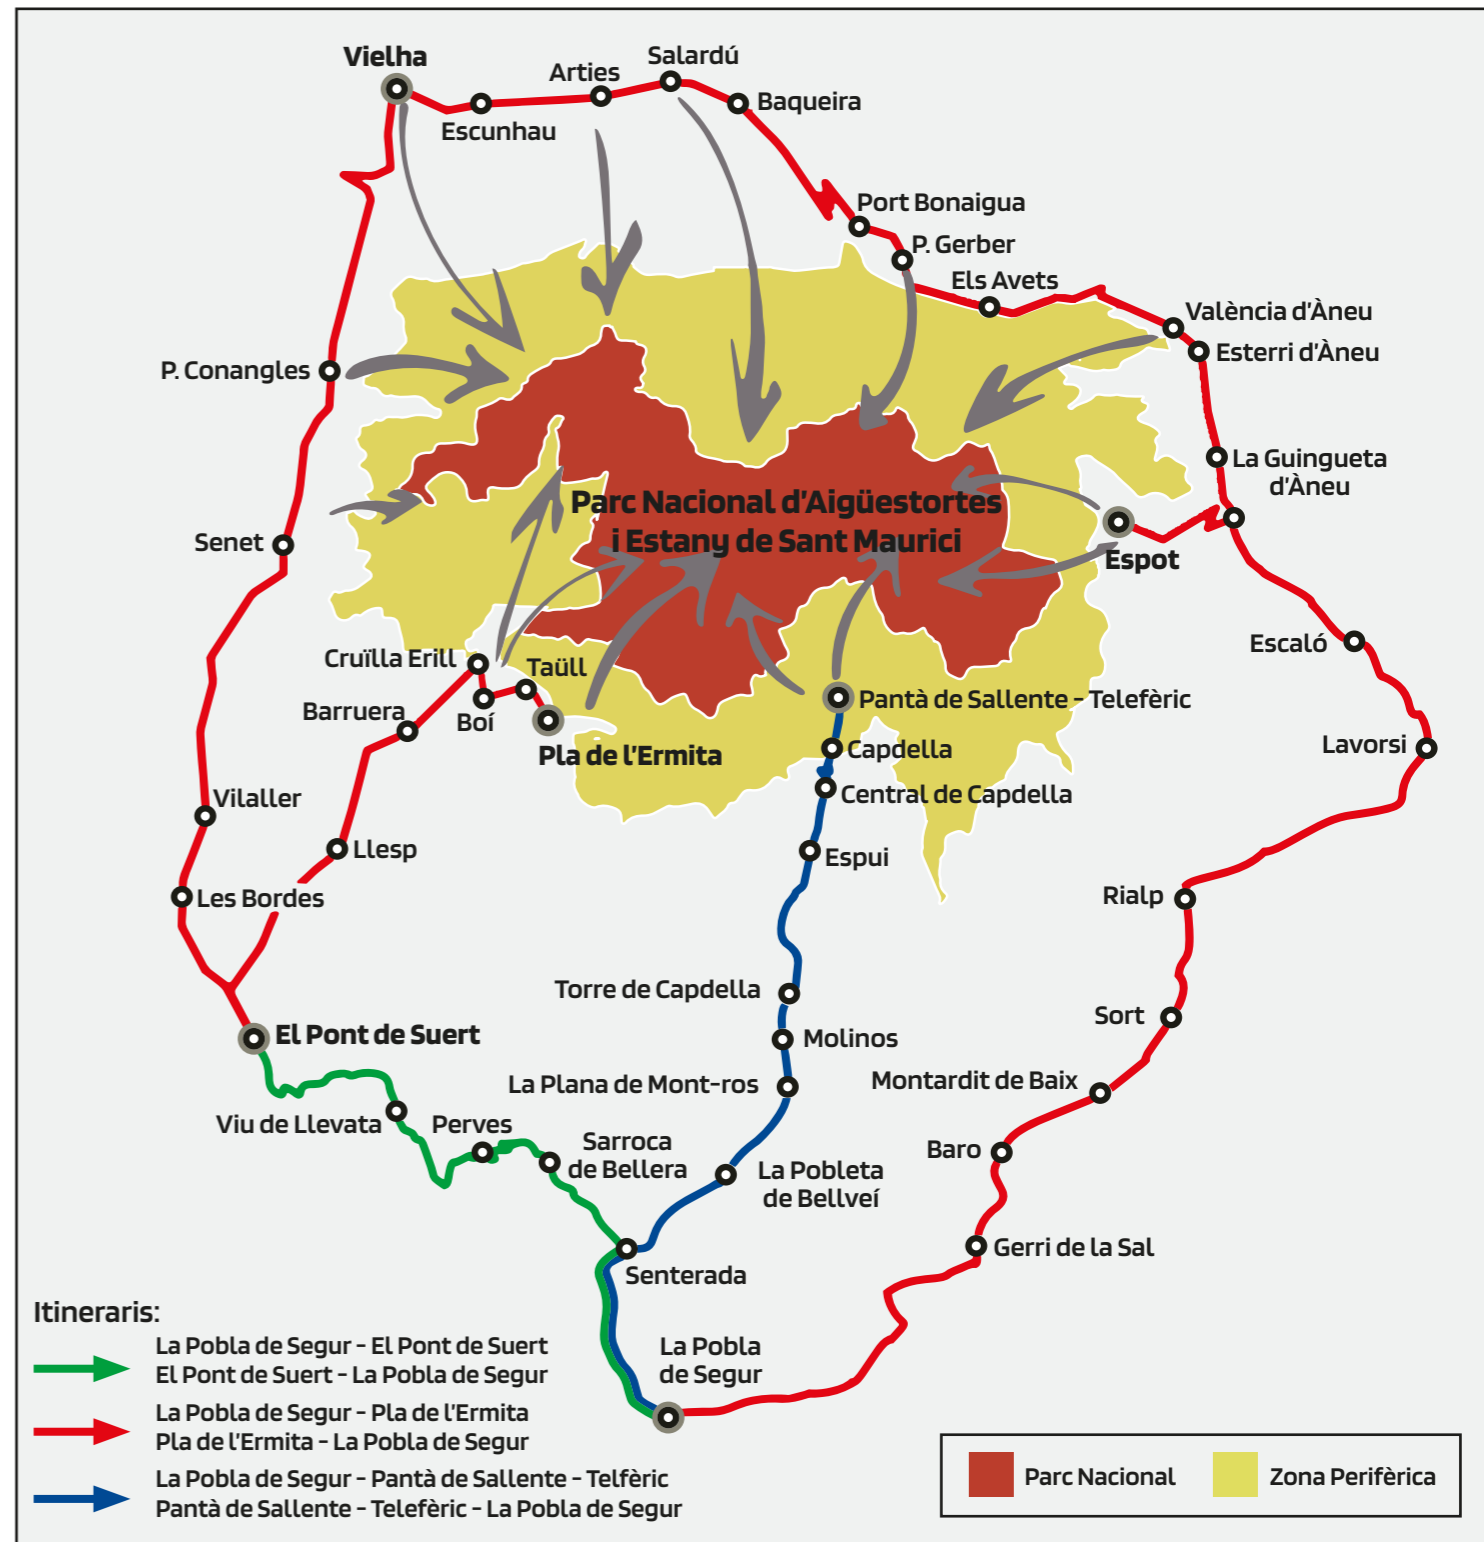 Vielha
Salardú
Arties
Baqueira
Escunhau
Port Bonaigua
P. Gerber
Els Avets
València d'Àneu
Esterri d'Àneu
P. Conangles
La Guingueta
d'Àneu
Parc Nacional d'Aigüestortes
i Estany de Sant Maurici
Senet
Espot
Escaló
Cruïlla Erill
Taüll
Barruera
Boí
Pantà de Sallente - Telefèric
Lavorsi
Pla de l'Ermita
Capdella
Central de Capdella
Vilaller
Llesp
Espui
Les Bordes
Rialp
Torre de Capdella
Sort
El Pont de Suert
Molinos
La Plana de Mont-ros
Montardit de Baix
Viu de Llevata
Perves
Sarroca
de Bellera
Baro
La Pobleta
de Bellveí
Gerri de la Sal
Senterada
La Pobla
de Segur
Itineraris:
La Pobla de Segur - El Pont de Suert
El Pont de Suert - La Pobla de Segur
La Pobla de Segur - Pla de l'Ermita
Pla de l'Ermita - La Pobla de Segur
La Pobla de Segur - Pantà de Sallente - Telfèric
Pantà de Sallente - Telefèric - La Pobla de Segur
Parc Nacional
Zona Perifèrica